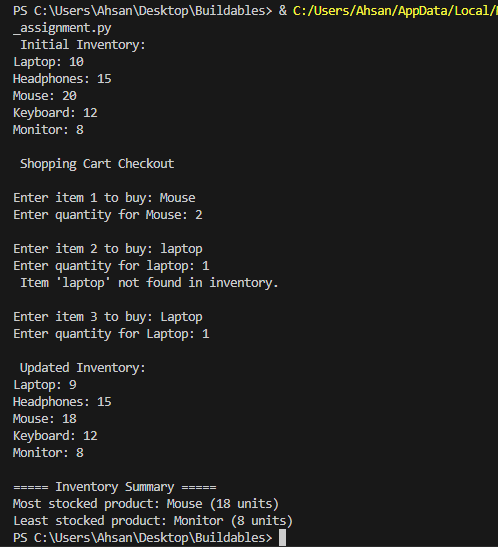 PS C:\Users\Ahsan\Desktop\Buildables> & C:/Users/Ahsan/AppData/Local/
_assignment.py
Initial Inventory:
Laptop: 10
Headphones: 15
Mouse: 20
Keyboard: 12
Monitor: 8
Shopping Cart Checkout
Enter item 1 to buy: Mouse
Enter quantity for Mouse: 2
Enter item 2 to buy: laptop
Enter quantity for laptop: 1
Item 'laptop' not found in inventory.
Enter item 3 to buy: Laptop
Enter quantity for Laptop: 1
Updated Inventory:
Laptop: 9
Headphones: 15
Mouse: 18
Keyboard: 12
Monitor: 8
===== Inventory Summary =====
Most stocked product: Mouse (18 units)
Least stocked product: Monitor (8 units)
PS C:\Users\Ahsan\Desktop\Buildables>